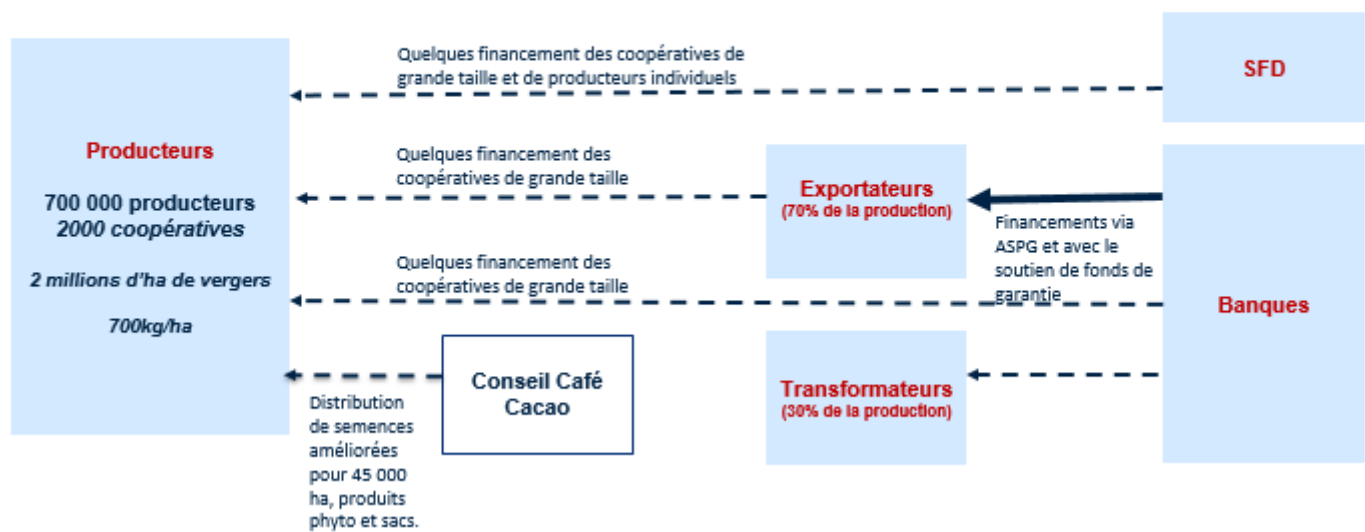 Quelques financement des coopératives de
grande taille et de producteurs individuels
SFD
Producteurs
700 000 producteurs
2000 coopératives
2 millions d'ha de vergers
700kg/ha
Quelques financement des
coopératives de grande taille
Exportateurs
(70% de la production)
Financements via
ASPG et avec le
soutien de fonds de
garantie
Quelques financement des
coopératives de grande taille
Banques
Conseil Café
Cacao
Transformateurs
(30% de la production)
Distribution
de semences
améliorées
pour 45 000
ha, produits
phyto et sacs.